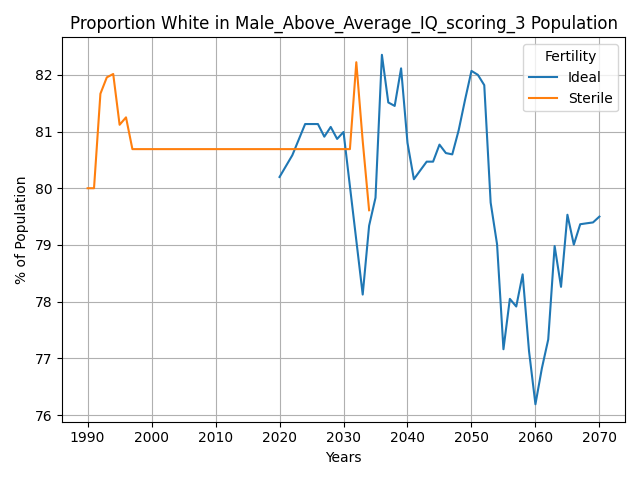 Proportion White in Male_Above_Average_IQ_scoring_3 Population
Fertility
Ideal
Sterile
% of Population
82
81
80
79
78
77
76
1990
2000
2010
2020
2030
2040
2050
2060
2070
Years